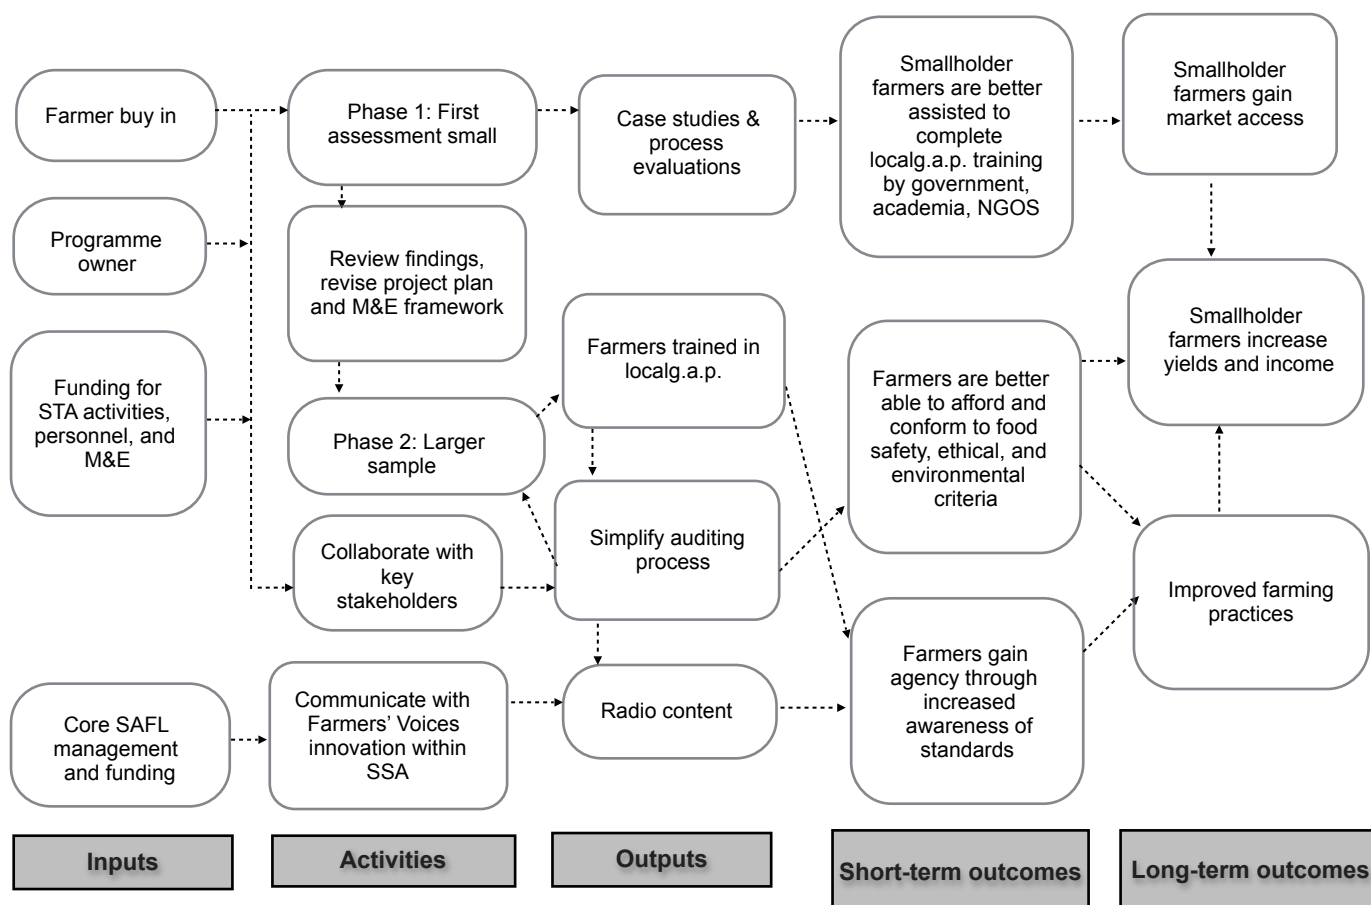 Farmer buy in
Programme
owner
Funding for
STA activities,
personnel, and
M&E
Core SAFL
management
and funding
Inputs
Phase 1: First
assessment small
Review findings,
revise project plan
and M&E framework
Phase 2: Larger
sample
Collaborate with
key
stakeholders
Communicate with
Farmers’ Voices
innovation within
SSA
Activities
Case studies &
process
evaluations
Farmers trained in
localg.a.p.
Simplify auditing
process
Radio content
Outputs
Smallholder
farmers are better
assisted to
complete
localg.a.p. training
by government,
academia, NGOS
Farmers are better
able to afford and
conform to food
safety, ethical, and
environmental
criteria
Farmers gain
agency through
increased
awareness of
standards
Short-term outcomes
Smallholder
farmers gain
market access
Smallholder
farmers increase
yields and income
Improved farming
practices
Long-term outcomes